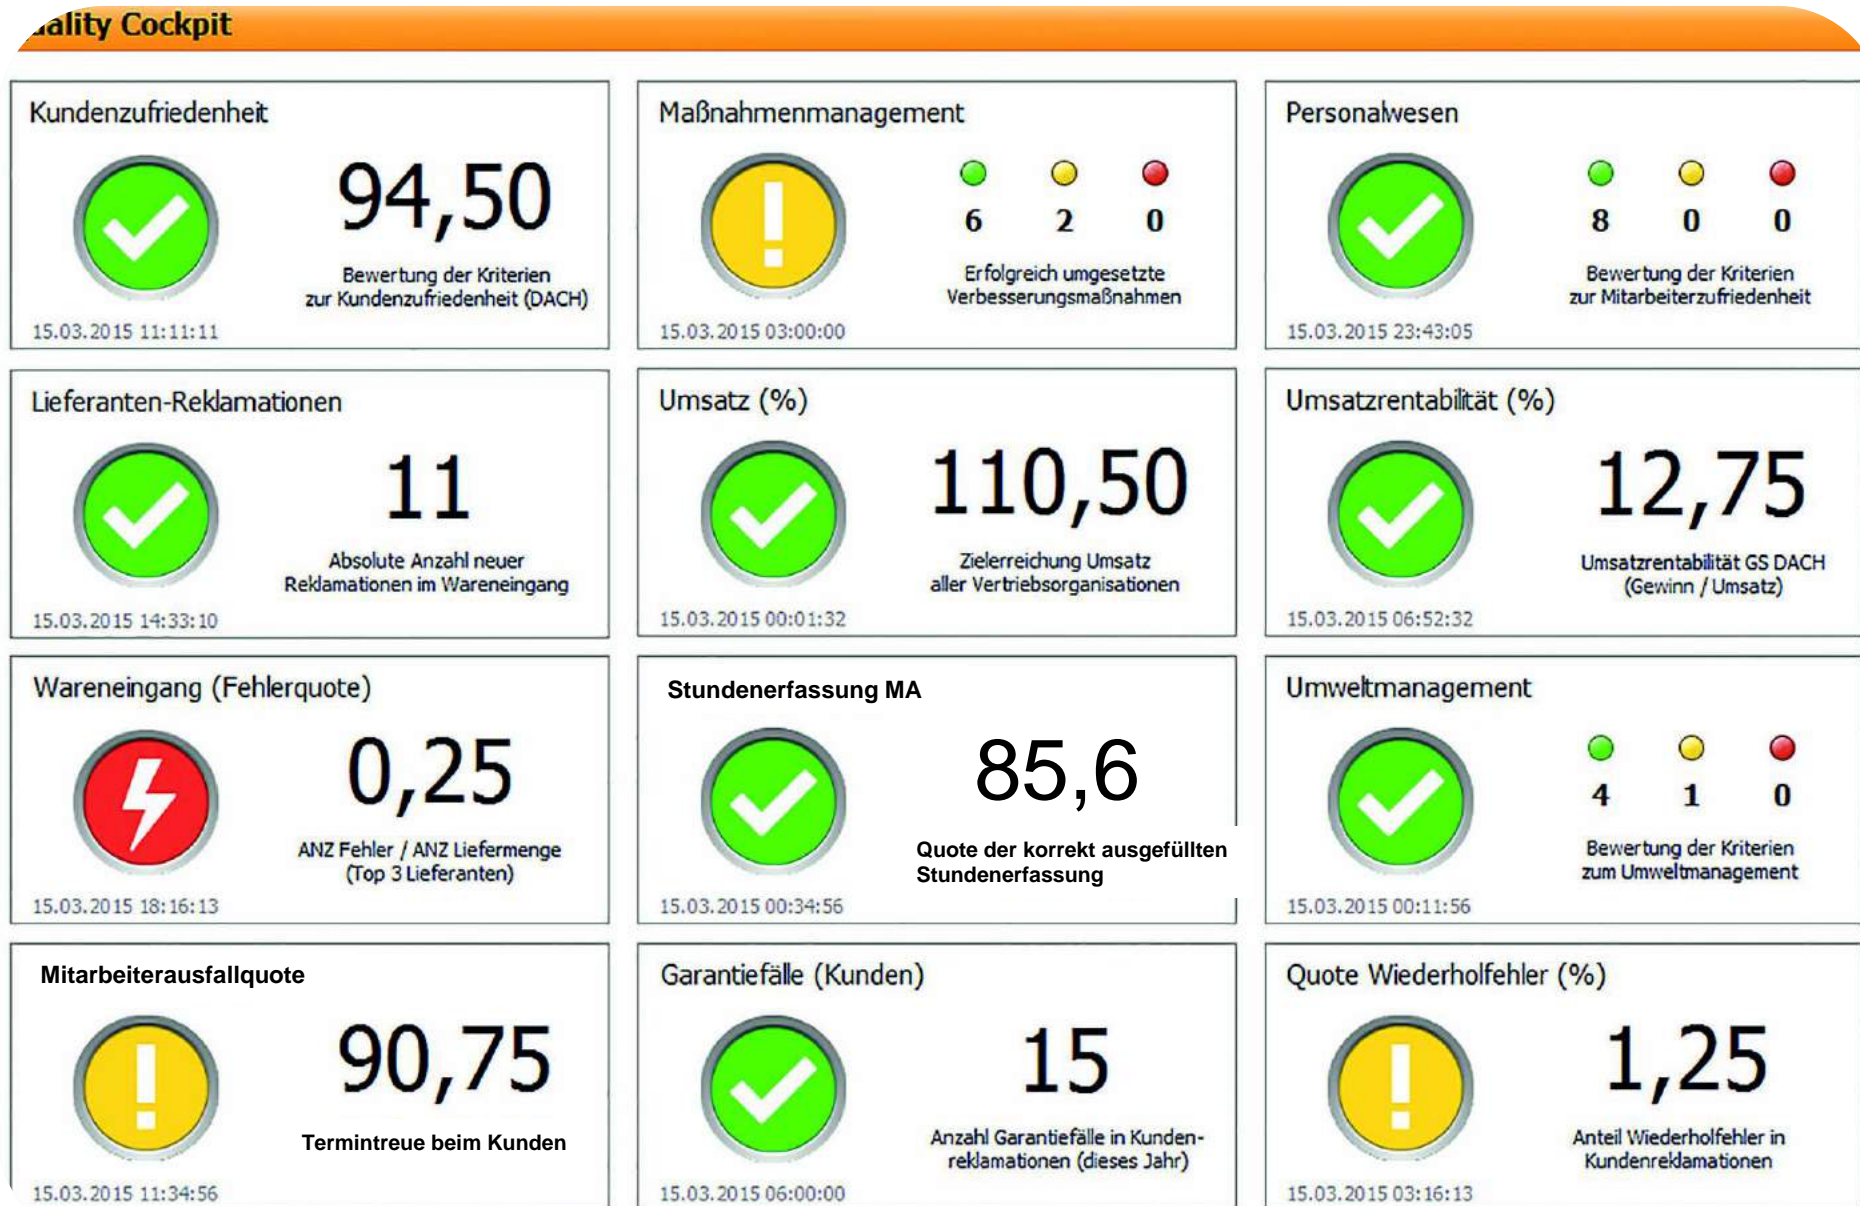 Cockpit
Kundenzufriedenheit
94,50
Bewertung der Kriterien
zur Kundenzufriedenheit (DACH)
15.03.2015 11:11:11
Maßnahmenmanagement
6 2 0
Erfolgreich umgesetzte
Verbesserungsmaßnahmen
15.03.2015 03:00:00
Personalwesen
8 0 0
Bewertung der Kriterien
zur Mitarbeiterzufriedenheit
15.03.2015 23:43:05
Lieferanten-Reklamationen
11
Absolute Anzahl neuer
Reklamationen im Wareneingang
15.03.2015 14:33:10
Umsatz (%)
110,50
Zielerreichung Umsatz
aller Vertriebsorganisationen
15.03.2015 00:01:32
Umsatzrentabilität (%)
12,75
Umsatzrentabilität GS DACH
(Gewinn / Umsatz)
15.03.2015 06:52:32
Wareneingang (Fehlerquote)
0,25
ANZ Fehler / ANZ Liefermenge
(Top 3 Lieferanten)
15.03.2015 18:16:13
Stundenerfassung MA
85,6
Quote der korrekt ausgefüllten
Stundenerfassung
15.03.2015 00:34:56
Umweltmanagement
4 1 0
Bewertung der Kriterien
zum Umweltmanagement
15.03.2015 00:11:56
Mitarbeiterausfallquote
90,75
Termintreue beim Kunden
15.03.2015 11:34:56
Garantiefälle (Kunden)
15
Anzahl Garantiefälle in Kunden-
reklamationen (dieses Jahr)
15.03.2015 06:00:00
Quote Wiederholfehler (%)
1,25
Anteil Wiederholfehler in
Kundenreklamationen
15.03.2015 03:16:13